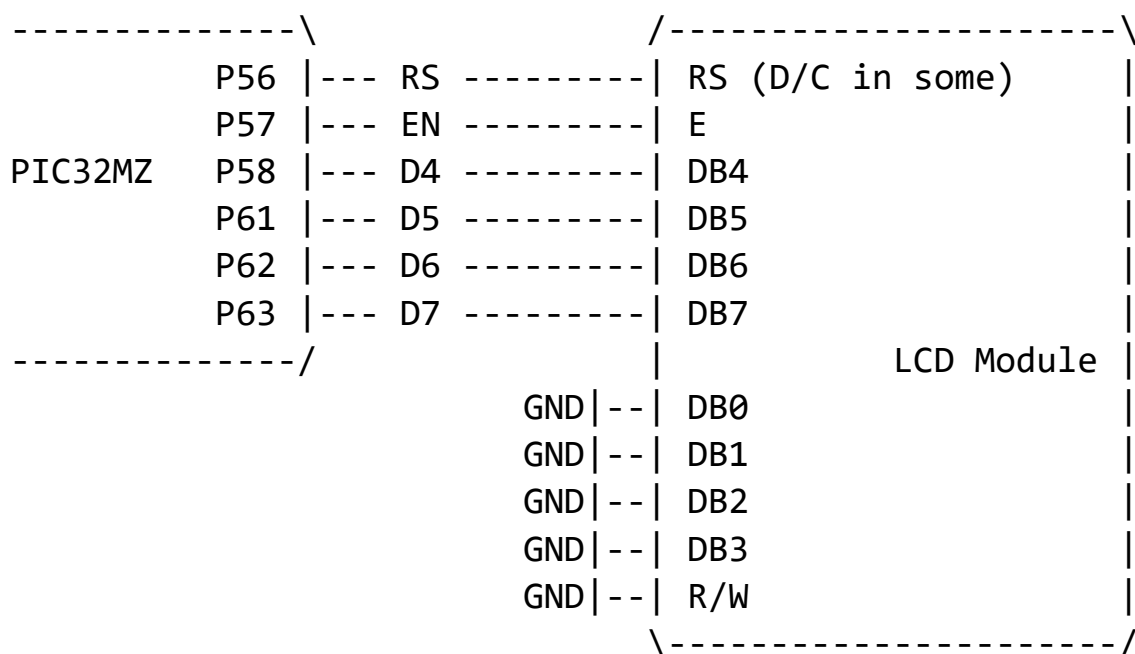 --------------\                 /----------------------\
P56 |--- RS ---------| RS (D/C in some) |
P57 |--- EN ---------| E |
PIC32MZ P58 |--- D4 ---------| DB4 |
P61 |--- D5 ---------| DB5 |
P62 |--- D6 ---------| DB6 |
P63 |--- D7 ---------| DB7 |
--------------/ | LCD Module |
GND|--| DB0 |
GND|--| DB1 |
GND|--| DB2 |
GND|--| DB3 |
GND|--| R/W |
\----------------------/